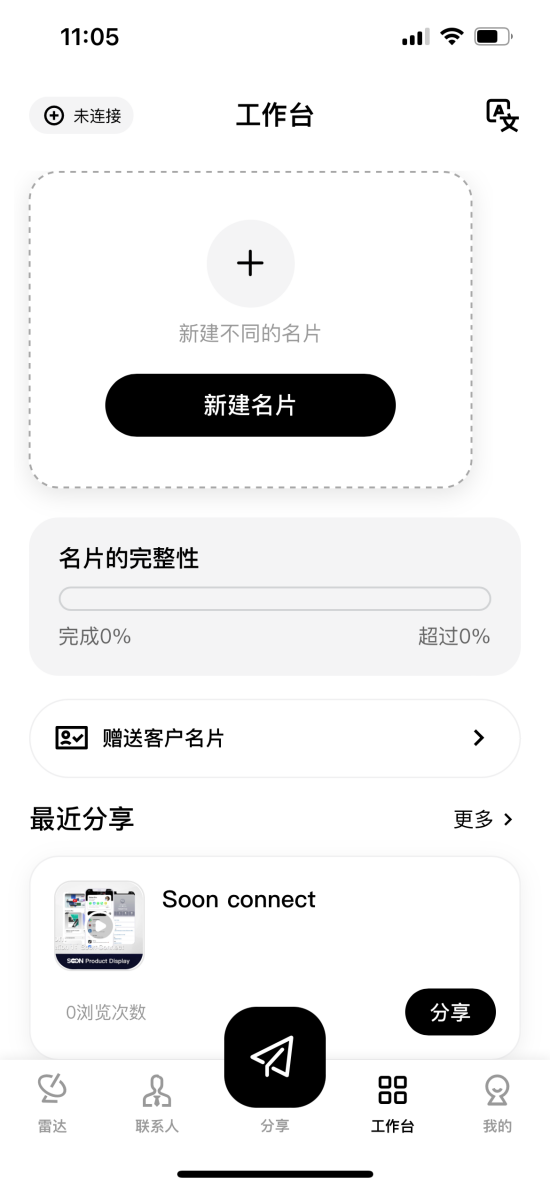 11:05
未连接
工作台
新建不同的名片
新建名片
名片的完整性
完成0%
超过0%
赠送客户名片
最近分享
更多
Soon connect
SOON Product Display
0浏览次数
分享
雷达
联系人
分享
工作台
我的